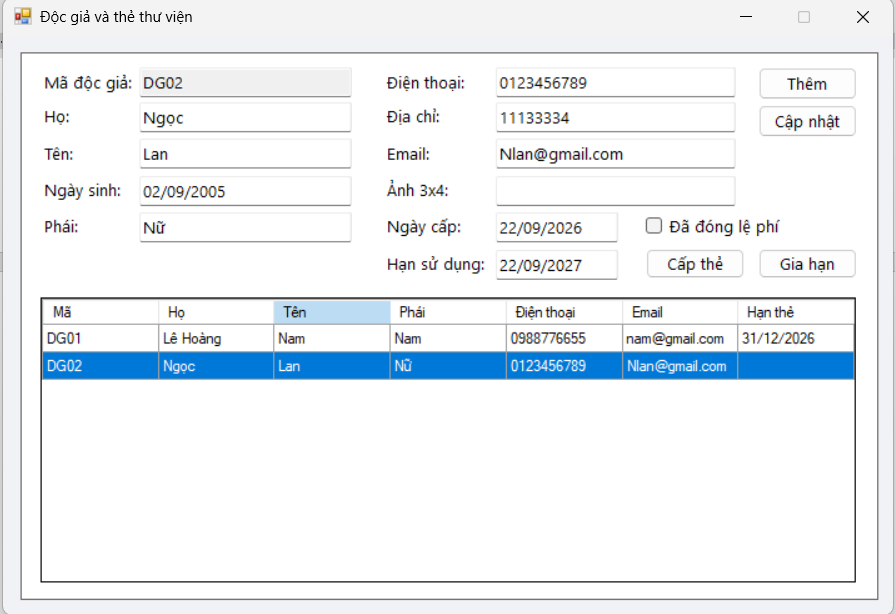 Độc giả và thẻ thư viện
Mã độc giả: DG02 Điện thoại: 0123456789 Thêm
Họ: Ngọc Địa chỉ: 11133334 Cập nhật
Tên: Lan Email: Nlan@gmail.com
Ngày sinh: 02/09/2005 Ảnh 3x4:
Phái: Nữ Ngày cấp: 22/09/2026 Đã đóng lệ phí
Hạn sử dụng: 22/09/2027 Cấp thẻ Gia hạn
Mã Họ Tên Phái Điện thoại Email Hạn thẻ
DG01 Lê Hoàng Nam Nam 0988776655 nam@gmail.com 31/12/2026
DG02 Ngọc Lan Nữ 0123456789 Nlan@gmail.com